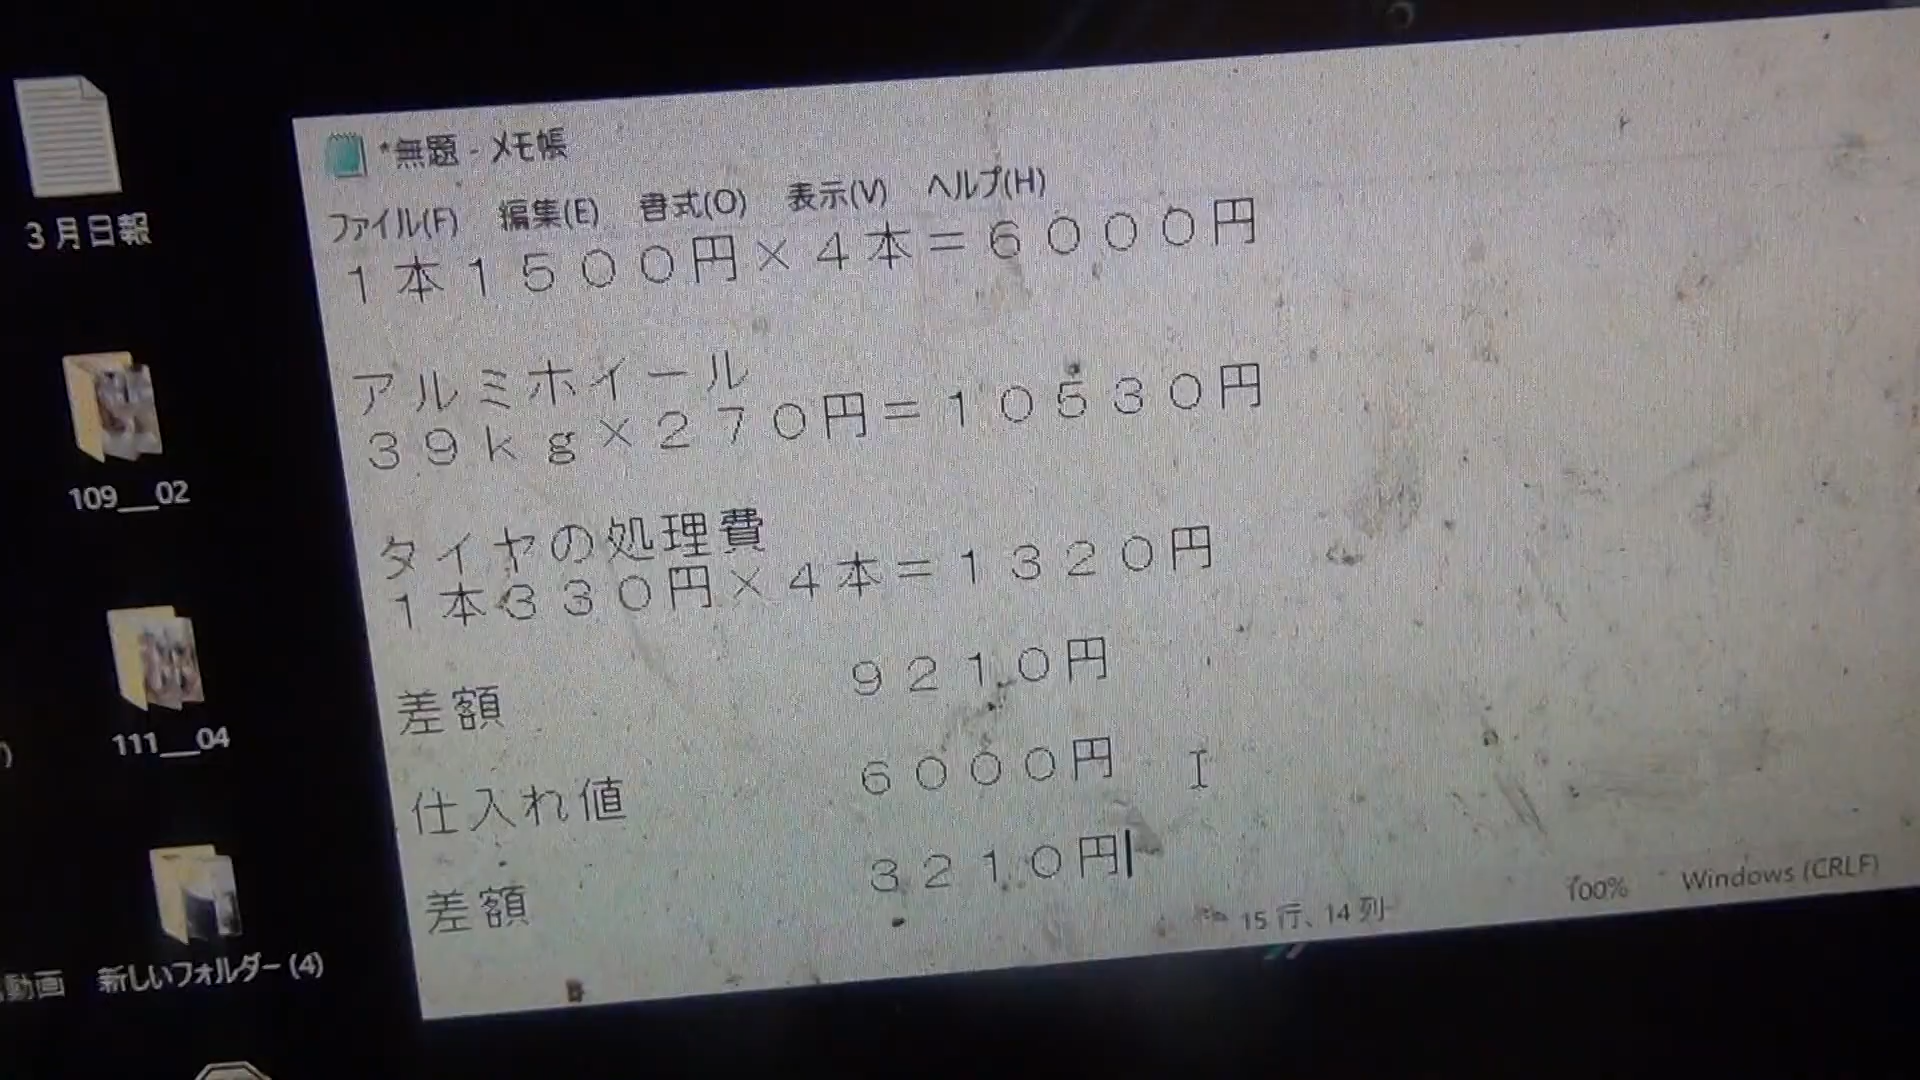 3月日報
109__02
111__04
動画
新しいフォルダー (4)
*無題 - メモ帳
ファイル(F) 編集(E) 書式(O) 表示(V) ヘルプ(H)
1本1500円×4本=6000円
アルミホイール
39kg×270円=10530円
タイヤの処理費
1本330円×4本=1320円
差額 9210円
仕入れ値 6000円
差額 3210円
15 行、14 列
100%
Windows (CRLF)